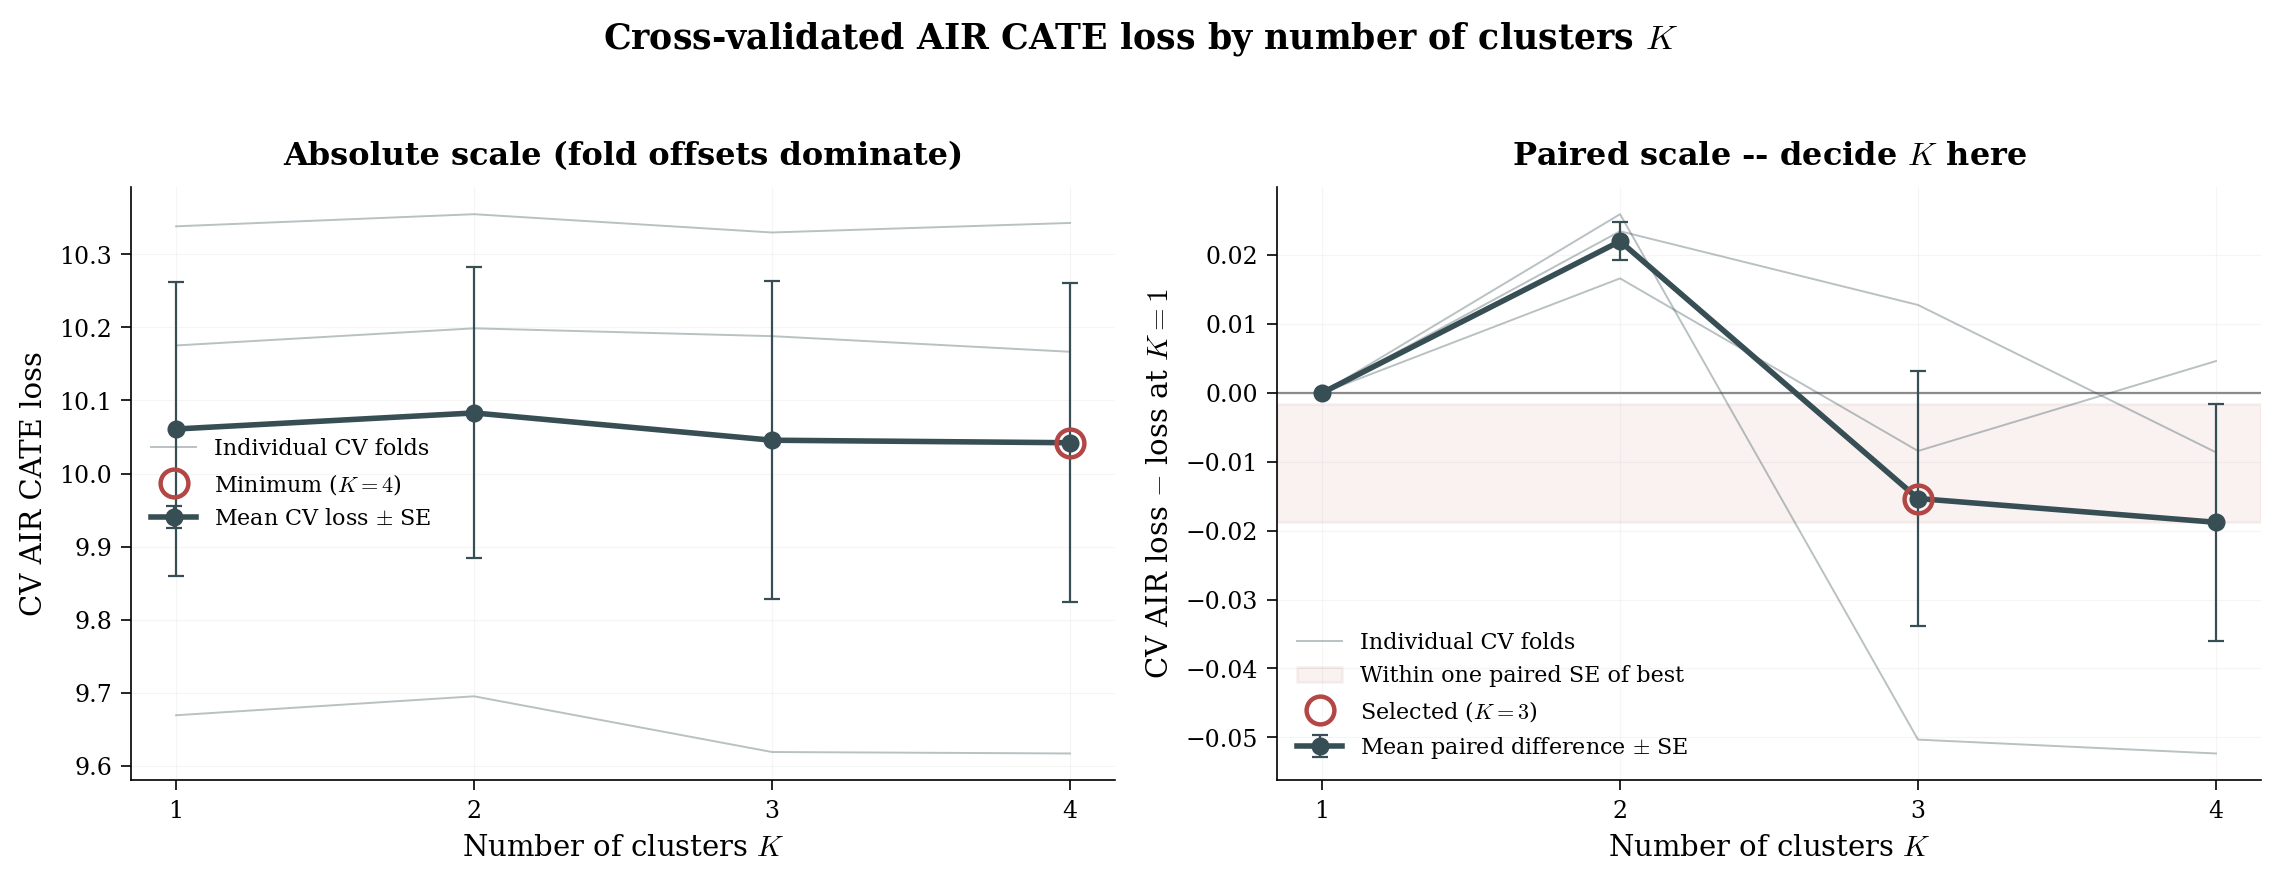 Cross-validated AIR CATE loss by number of clusters K
Absolute scale (fold offsets dominate)
CV AIR CATE loss
10.3
10.2
10.1
10.0
9.9
9.8
9.7
9.6
Individual CV folds
Minimum (K = 4)
Mean CV loss ± SE
1 2 3 4
Number of clusters K
Paired scale -- decide K here
CV AIR loss − loss at K = 1
0.02
0.01
0.00
−0.01
−0.02
−0.03
−0.04
−0.05
Individual CV folds
Within one paired SE of best
Selected (K = 3)
Mean paired difference ± SE
1 2 3 4
Number of clusters K